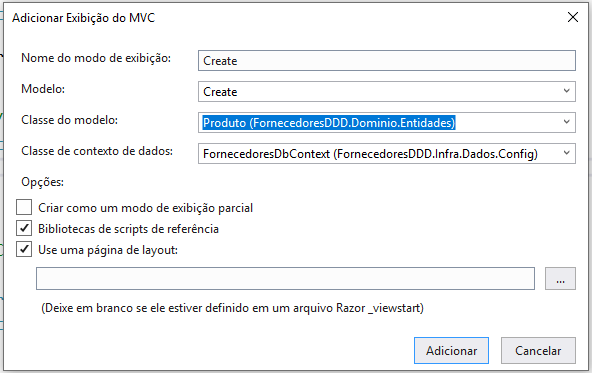 Adicionar Exibição do MVC
Nome do modo de exibição: Create
Modelo: Create
Classe do modelo: Produto (FornecedoresDDD.Dominio.Entidades)
Classe de contexto de dados: FornecedoresDbContext (FornecedoresDDD.Infra.Dados.Config)
Opções:
Criar como um modo de exibição parcial
Bibliotecas de scripts de referência
Use uma página de layout:
...
(Deixe em branco se ele estiver definido em um arquivo Razor _viewstart)
Adicionar Cancelar